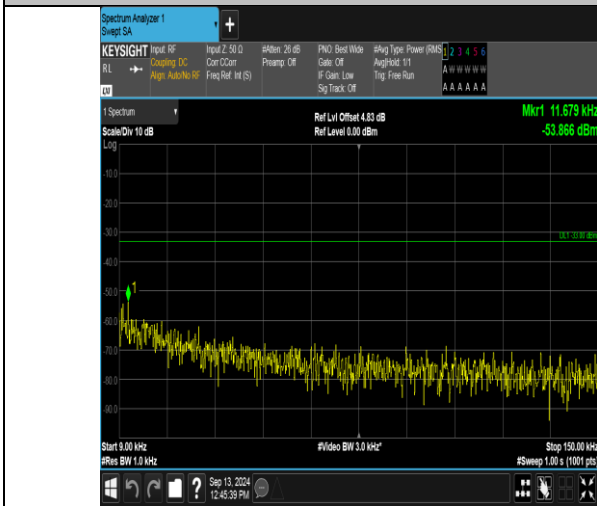 Spectrum Analyzer 1
Swept SA
+
KEYSIGHT
RL
Input: RF
Coupling: DC
Align: Auto/No RF
Input Z: 50 Ω
Corr CCorr
Freq Ref: Int (S)
#Atten: 26 dB
Preamp: Off
PNO: Best Wide
Gate: Off
IF Gain: Low
Sig Track: Off
#Avg Type: Power (RMS)
Avg|Hold: 1/1
Trig: Free Run
1 2 3 4 5 6
A W W W W W
A A A A A A
1 Spectrum
Scale/Div 10 dB
Log
Ref Lvl Offset 4.83 dB
Ref Level 0.00 dBm
Mkr1 11.679 kHz
-53.866 dBm
-10.0
-20.0
-30.0
DL1 -33.00 dBm
-40.0
-50.0
1
-60.0
-70.0
-80.0
-90.0
Start 9.00 kHz
#Res BW 1.0 kHz
#Video BW 3.0 kHz*
Stop 150.00 kHz
#Sweep 1.00 s (1001 pts)
?
Sep 13, 2024
12:45:39 PM